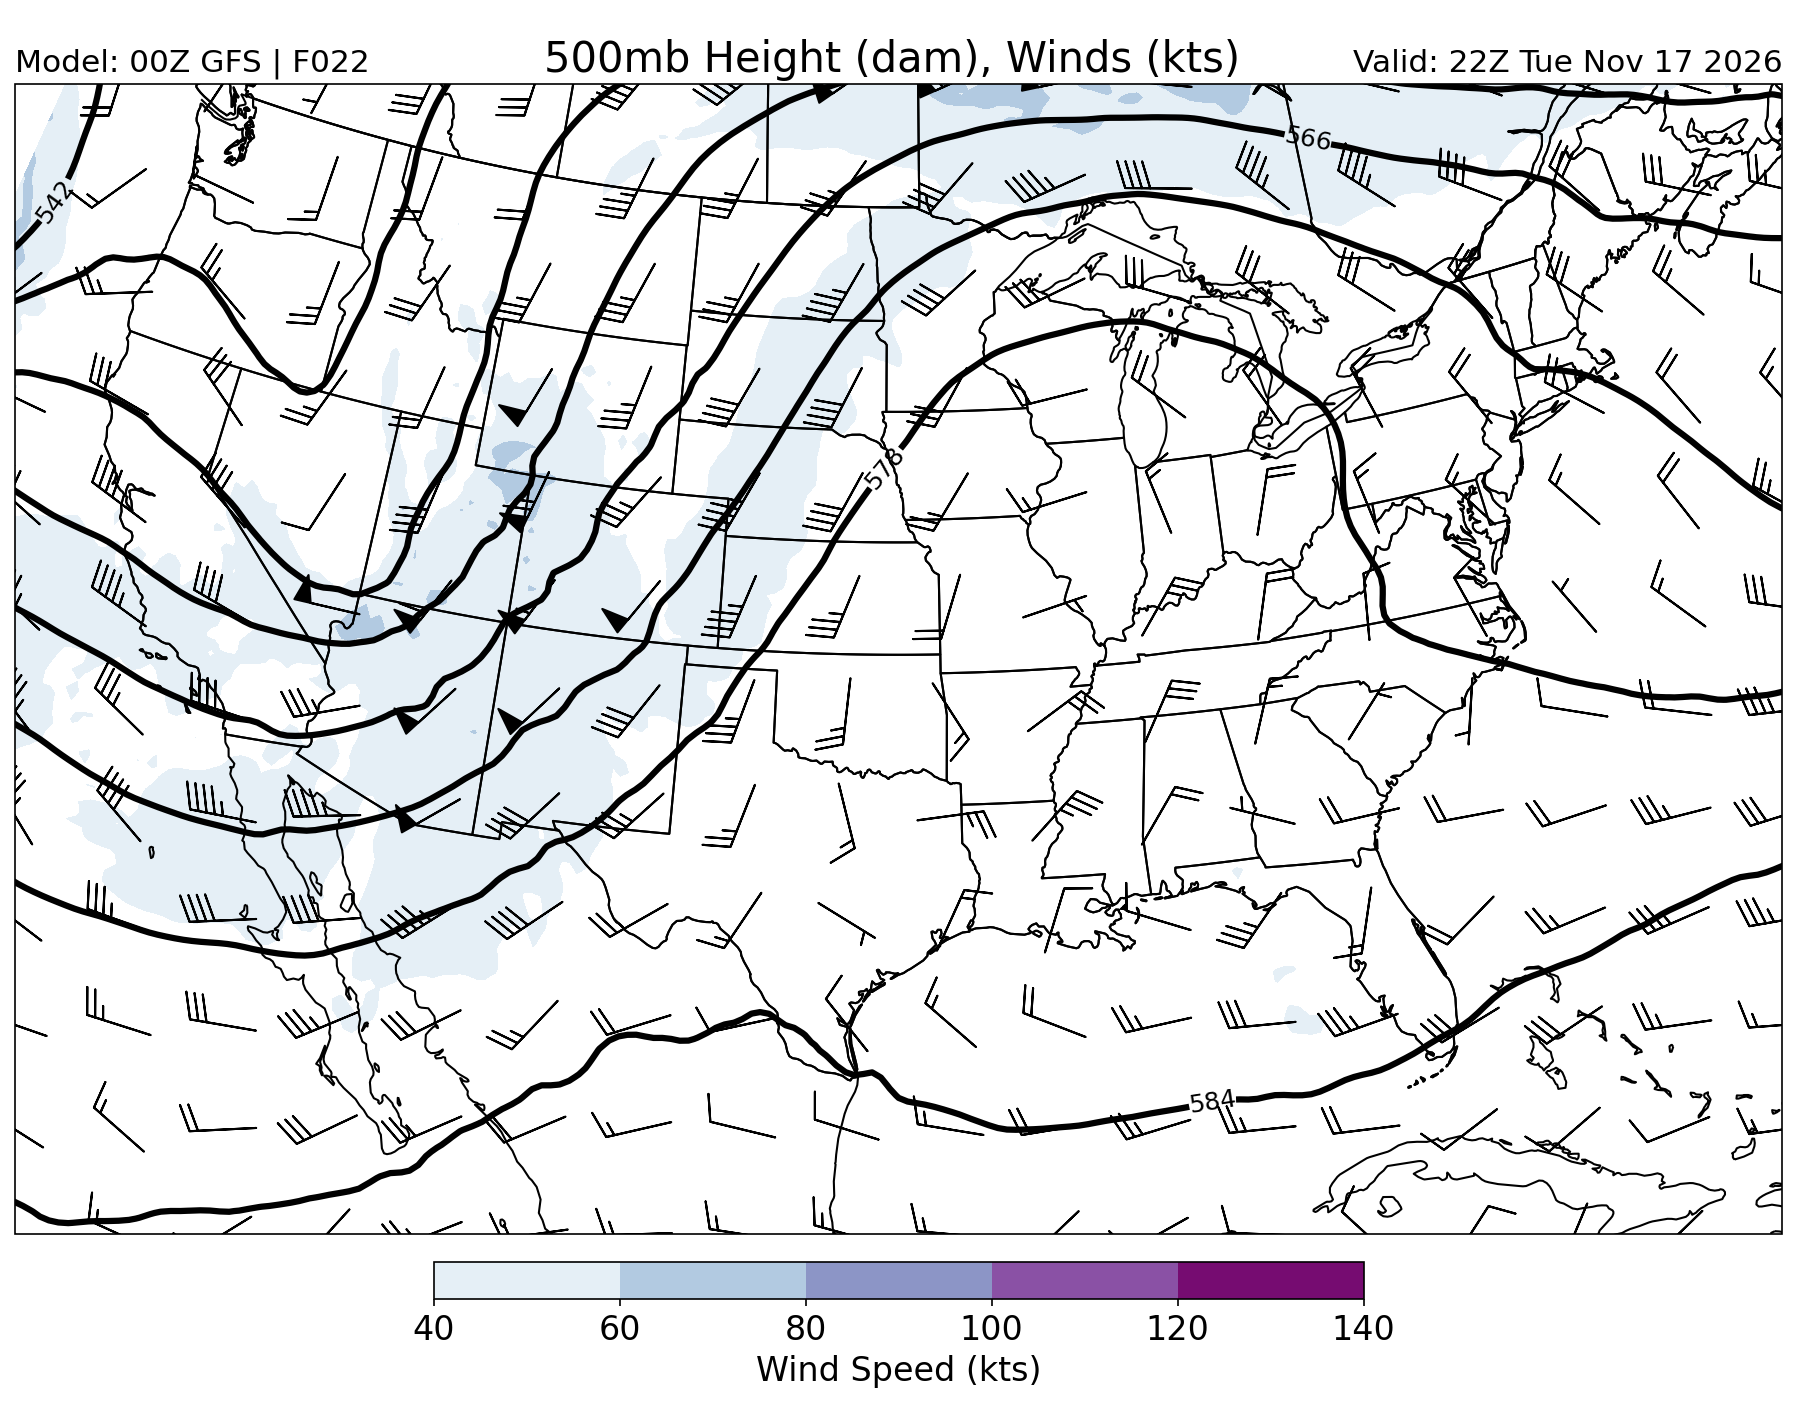 Model: 00Z GFS | F022
500mb Height (dam), Winds (kts)
Valid: 22Z Tue Nov 17 2026
566
542
578
584
40 60 80 100 120 140
Wind Speed (kts)